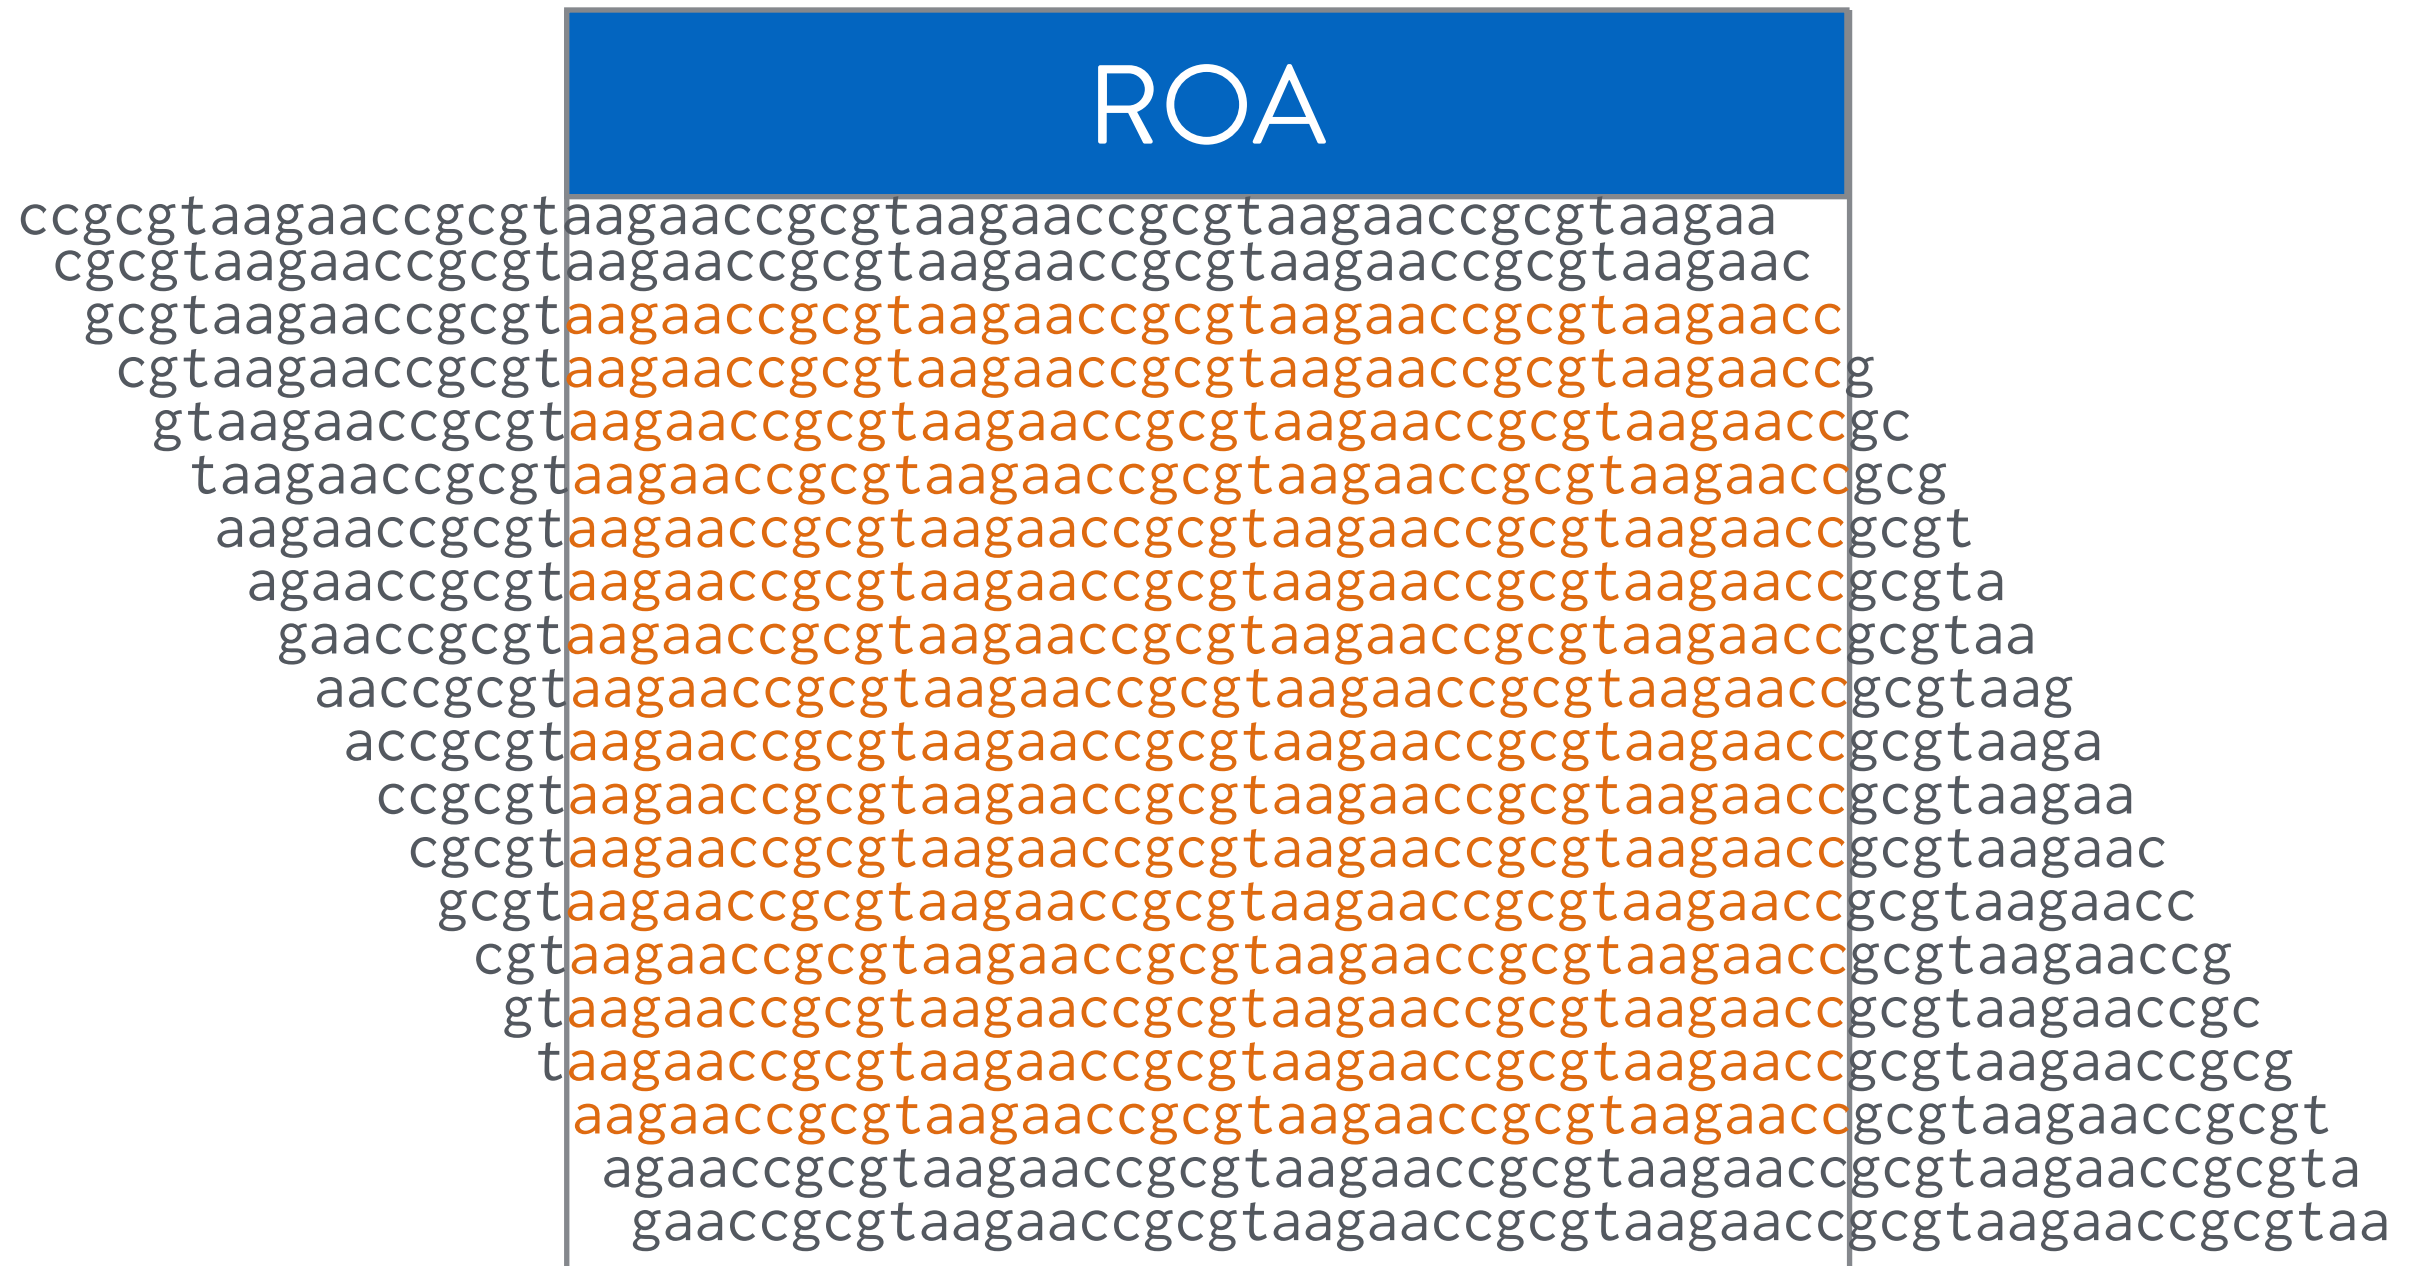 ROA
ccgcgtaagaaccgcgtaagaaccgcgtaagaaccgcgtaagaaccgcgtaagaa
cgcgtaagaaccgcgtaagaaccgcgtaagaaccgcgtaagaaccgcgtaagaac
gcgtaagaaccgcgtaagaaccgcgtaagaaccgcgtaagaaccgcgtaagaacc
cgtaagaaccgcgtaagaaccgcgtaagaaccgcgtaagaaccgcgtaagaaccg
gtaagaaccgcgtaagaaccgcgtaagaaccgcgtaagaaccgcgtaagaaccgc
taagaaccgcgtaagaaccgcgtaagaaccgcgtaagaaccgcgtaagaaccgcg
aagaaccgcgtaagaaccgcgtaagaaccgcgtaagaaccgcgtaagaaccgcgt
agaaccgcgtaagaaccgcgtaagaaccgcgtaagaaccgcgtaagaaccgcgta
gaaccgcgtaagaaccgcgtaagaaccgcgtaagaaccgcgtaagaaccgcgtaa
aaccgcgtaagaaccgcgtaagaaccgcgtaagaaccgcgtaagaaccgcgtaag
accgcgtaagaaccgcgtaagaaccgcgtaagaaccgcgtaagaaccgcgtaaga
ccgcgtaagaaccgcgtaagaaccgcgtaagaaccgcgtaagaaccgcgtaagaa
cgcgtaagaaccgcgtaagaaccgcgtaagaaccgcgtaagaaccgcgtaagaac
gcgtaagaaccgcgtaagaaccgcgtaagaaccgcgtaagaaccgcgtaagaacc
cgtaagaaccgcgtaagaaccgcgtaagaaccgcgtaagaaccgcgtaagaaccg
gtaagaaccgcgtaagaaccgcgtaagaaccgcgtaagaaccgcgtaagaaccgc
taagaaccgcgtaagaaccgcgtaagaaccgcgtaagaaccgcgtaagaaccgcg
aagaaccgcgtaagaaccgcgtaagaaccgcgtaagaaccgcgtaagaaccgcgt
agaaccgcgtaagaaccgcgtaagaaccgcgtaagaaccgcgtaagaaccgcgta
gaaccgcgtaagaaccgcgtaagaaccgcgtaagaaccgcgtaagaaccgcgtaa